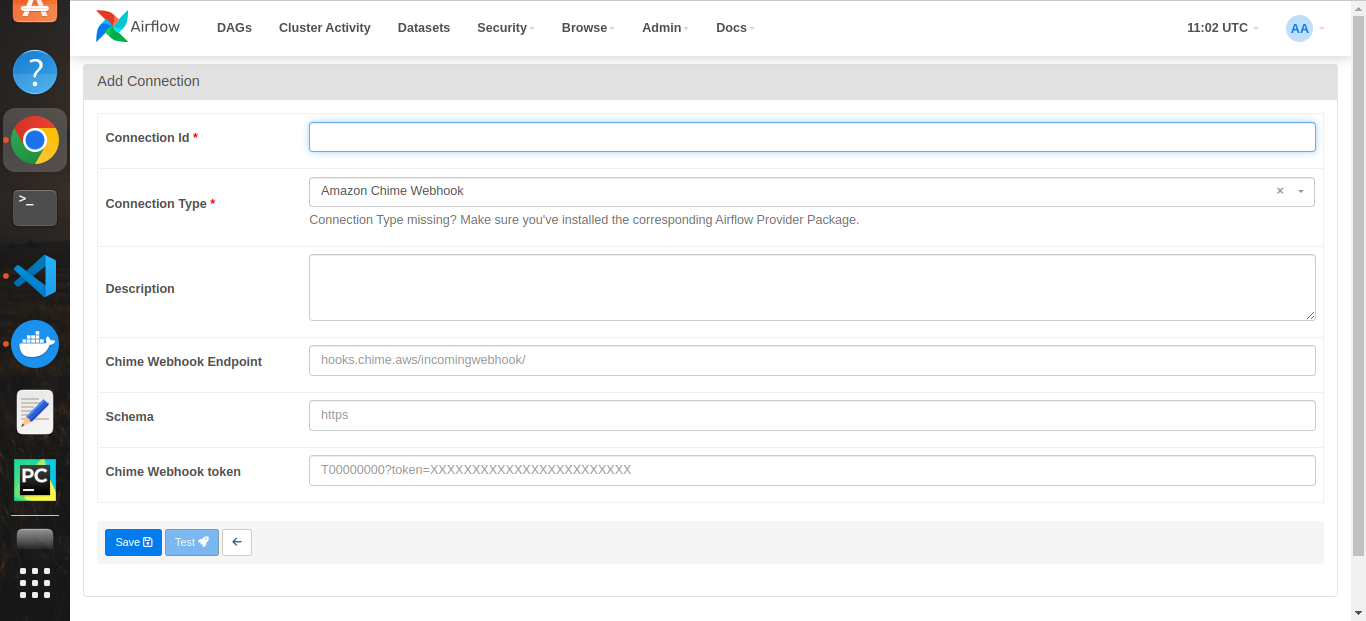 Airflow DAGs Cluster Activity Datasets Security Browse Admin Docs 11:02 UTC AA
Add Connection
Connection Id *
Connection Type * Amazon Chime Webhook ×
Connection Type missing? Make sure you've installed the corresponding Airflow Provider Package.
Description
Chime Webhook Endpoint hooks.chime.aws/incomingwebhook/
Schema https
Chime Webhook token T00000000?token=XXXXXXXXXXXXXXXXXXXXXXXX
Save Test
?
>_
PC